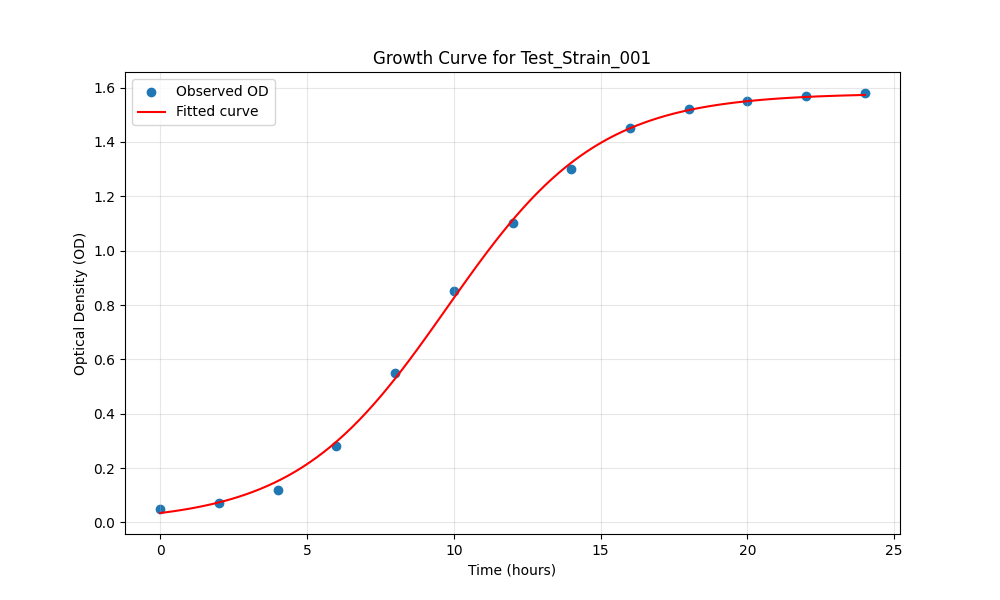 Growth Curve for Test_Strain_001
Observed OD
Fitted curve
1.6
1.4
1.2
1.0
0.8
0.6
0.4
0.2
0.0
Optical Density (OD)
0 5 10 15 20 25
Time (hours)